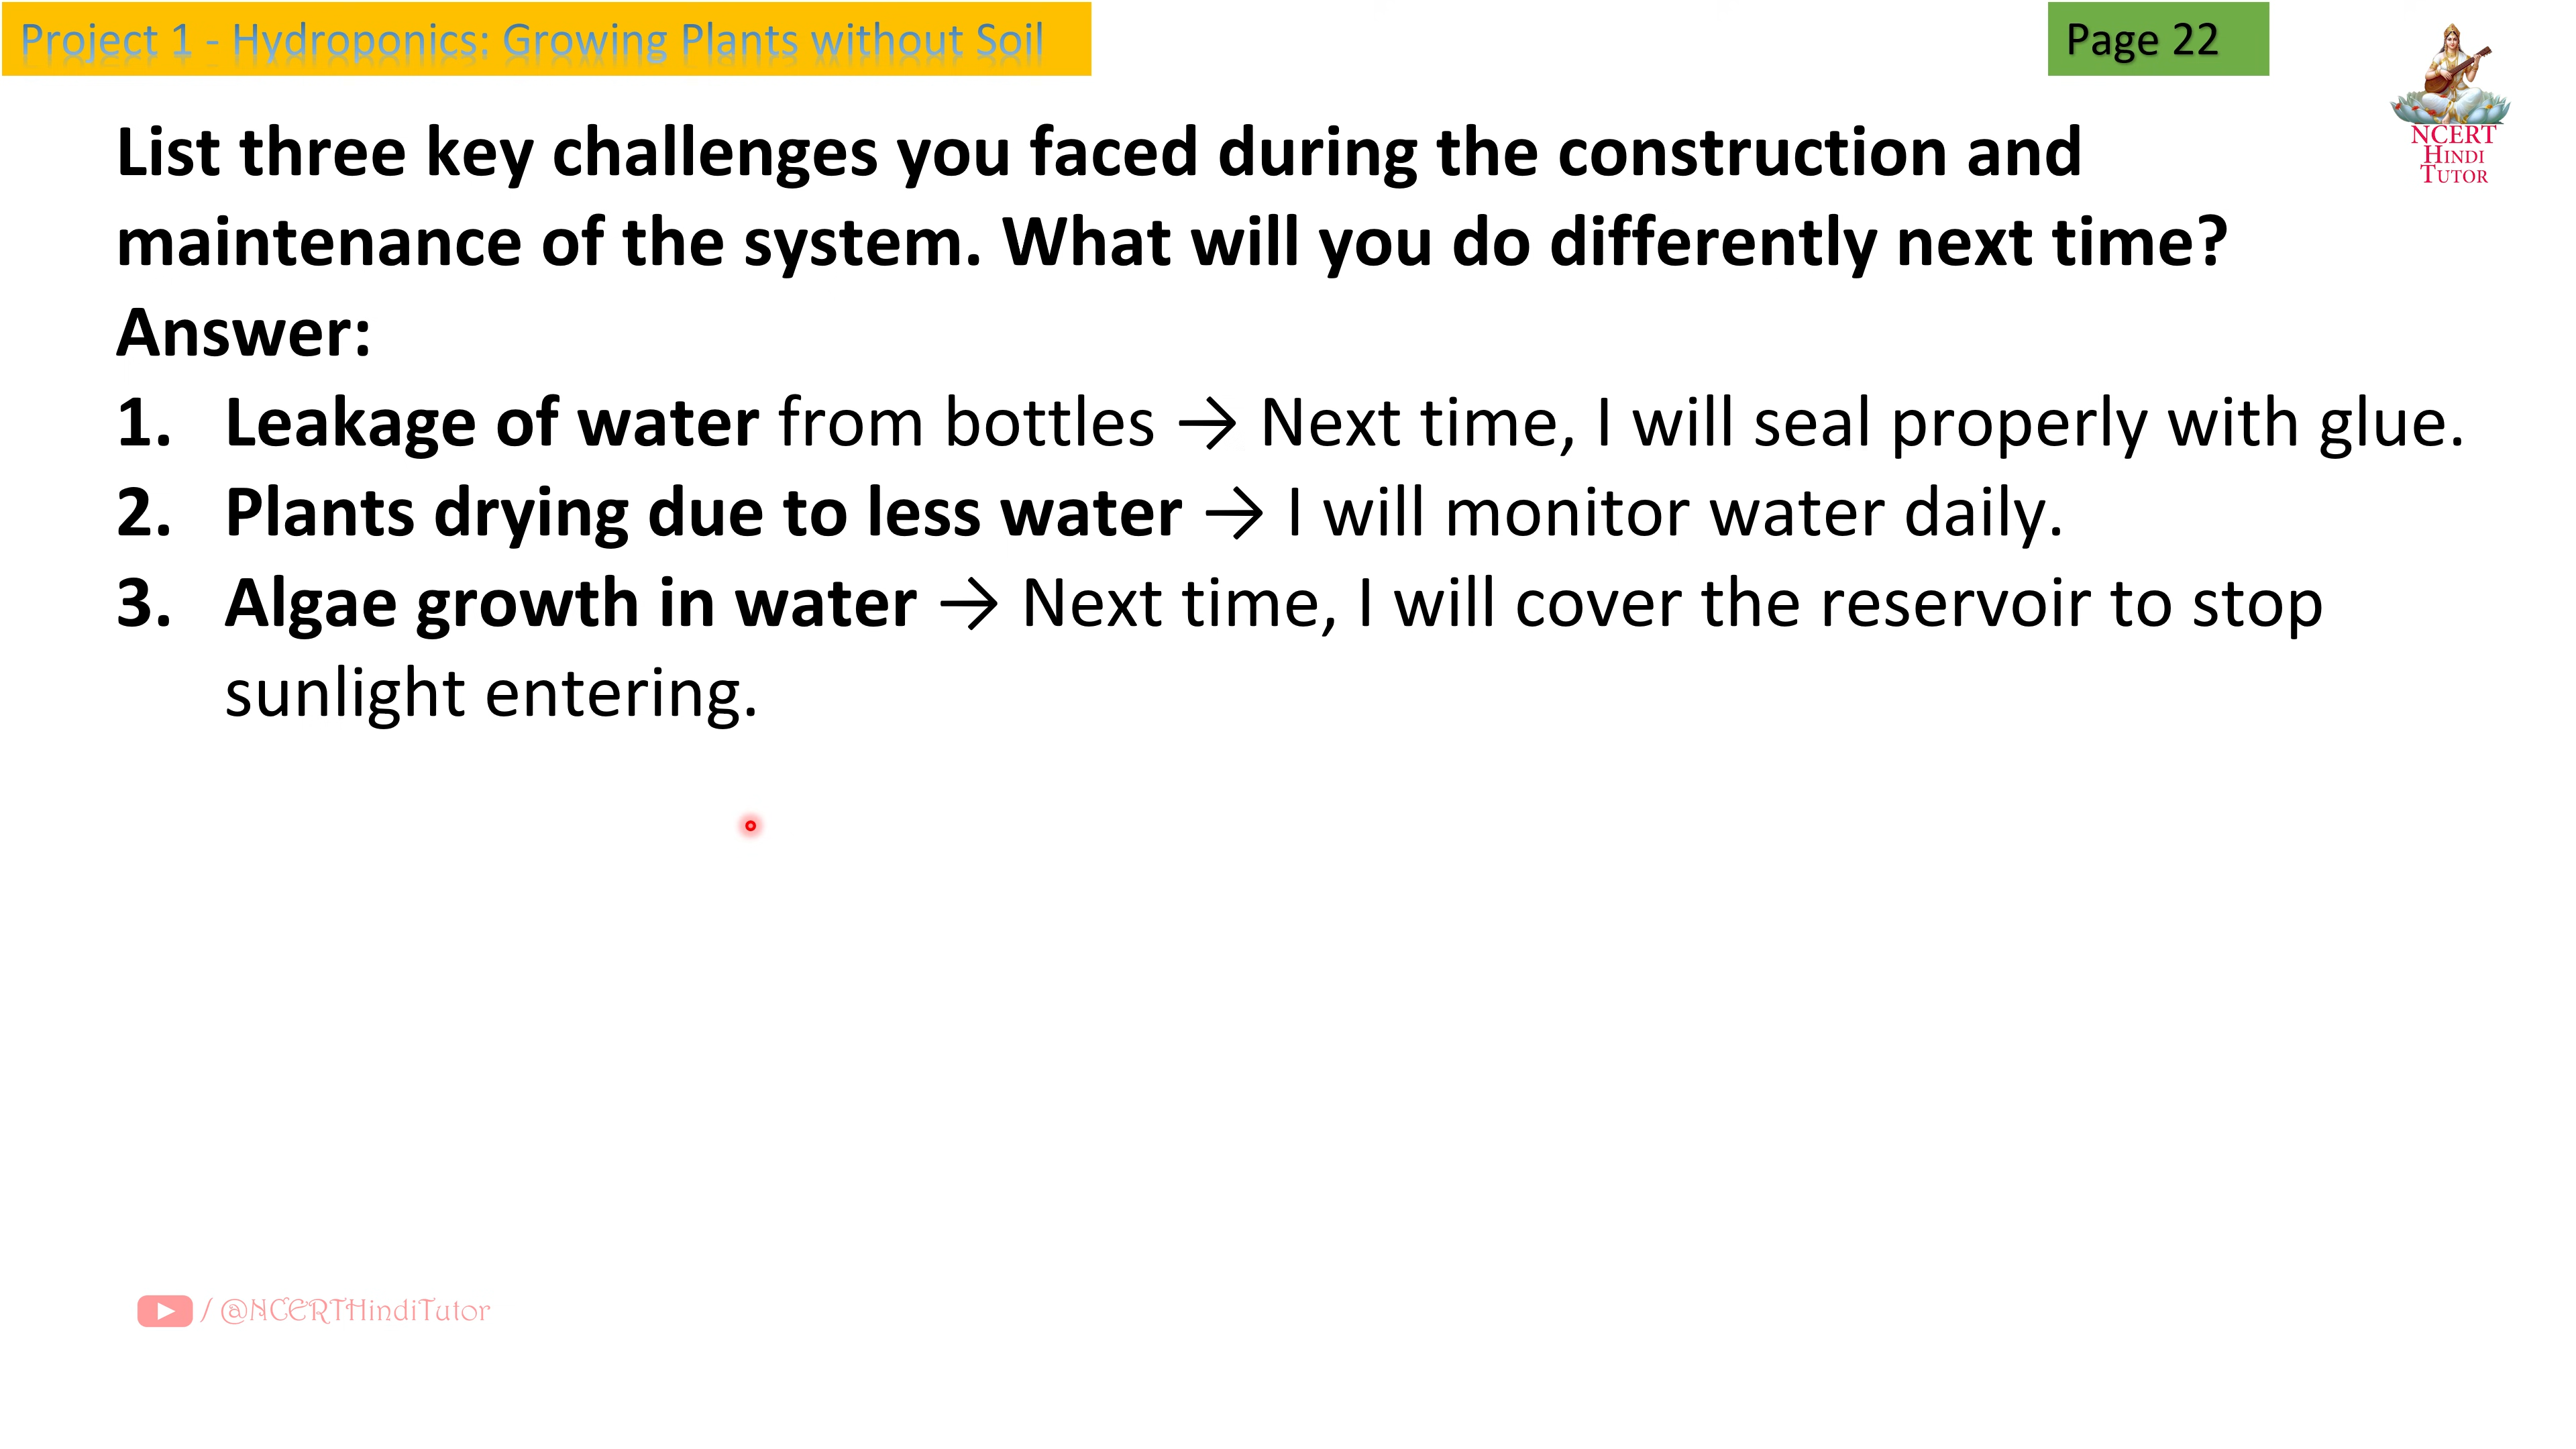 Project 1 - Hydroponics: Growing Plants without Soil
Page 22
NCERT
HINDI
TUTOR
List three key challenges you faced during the construction and
maintenance of the system. What will you do differently next time?
Answer:
1. Leakage of water from bottles → Next time, I will seal properly with glue.
2. Plants drying due to less water → I will monitor water daily.
3. Algae growth in water → Next time, I will cover the reservoir to stop
sunlight entering.
/ @NCERTHindiTutor